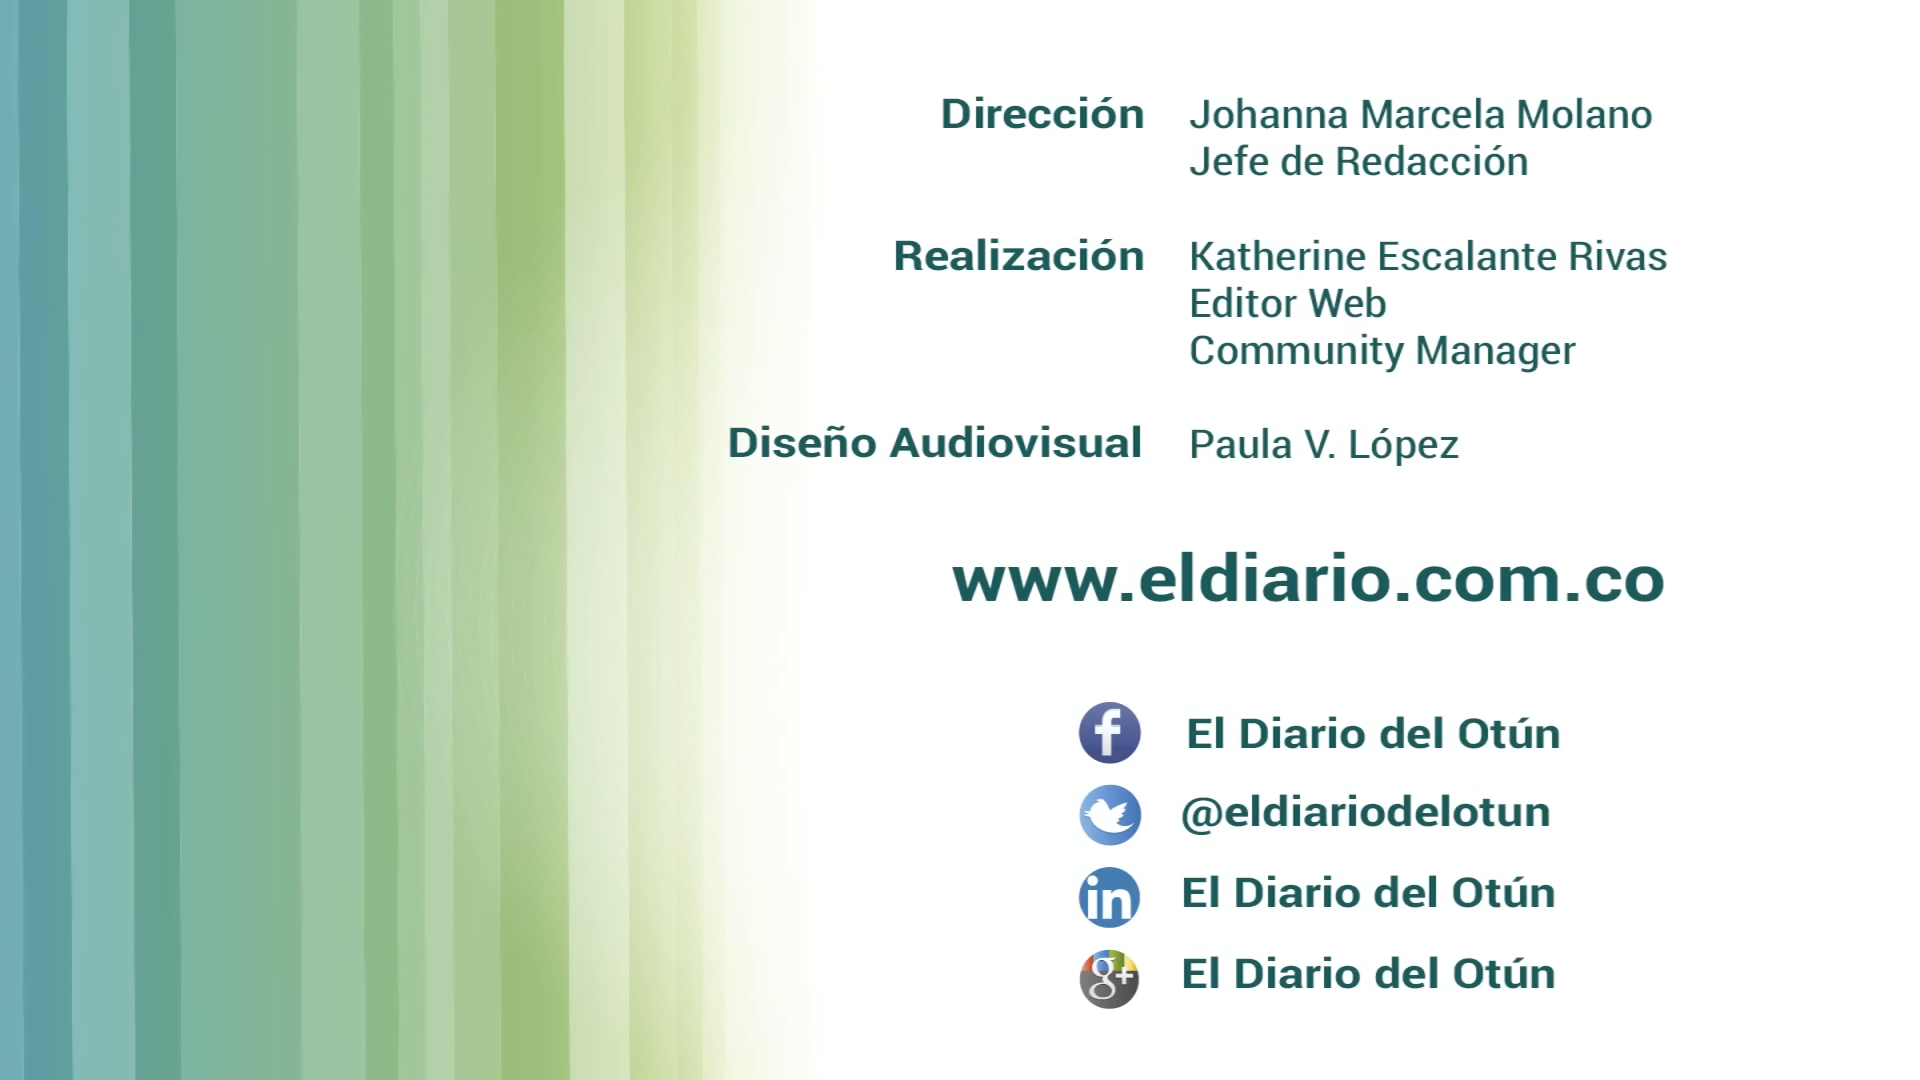 Dirección Johanna Marcela Molano
Jefe de Redacción
Realización Katherine Escalante Rivas
Editor Web
Community Manager
Diseño Audiovisual Paula V. López
www.eldiario.com.co
f El Diario del Otún
@eldiariodelotun
in El Diario del Otún
g+ El Diario del Otún